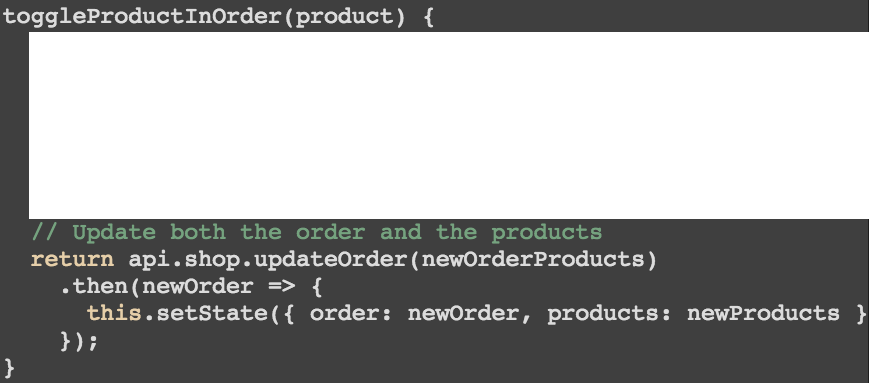 toggleProductInOrder(product) {
// Update both the order and the products
return api.shop.updateOrder(newOrderProducts)
.then(newOrder => {
this.setState({ order: newOrder, products: newProducts }
});
}